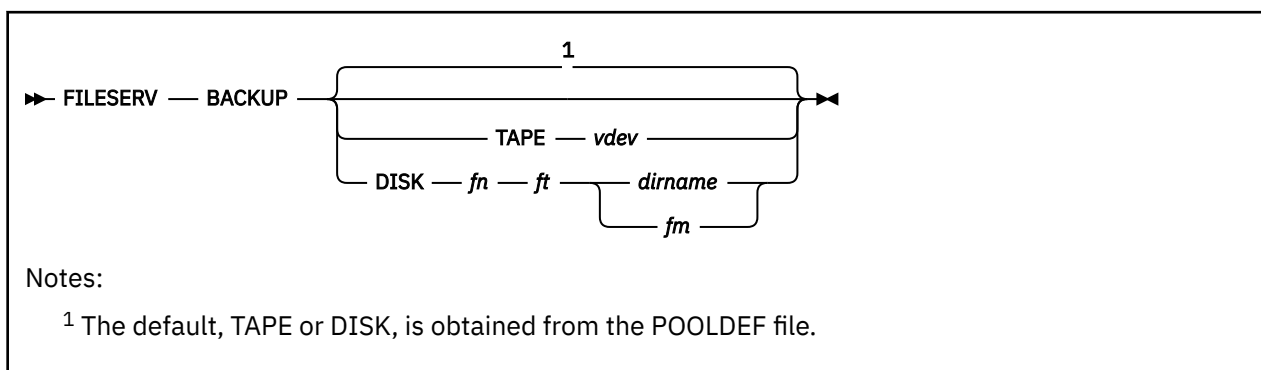 1
FILESERV BACKUP
TAPE vdev
DISK fn ft dirname
fm
Notes:
1 The default, TAPE or DISK, is obtained from the POOLDEF file.